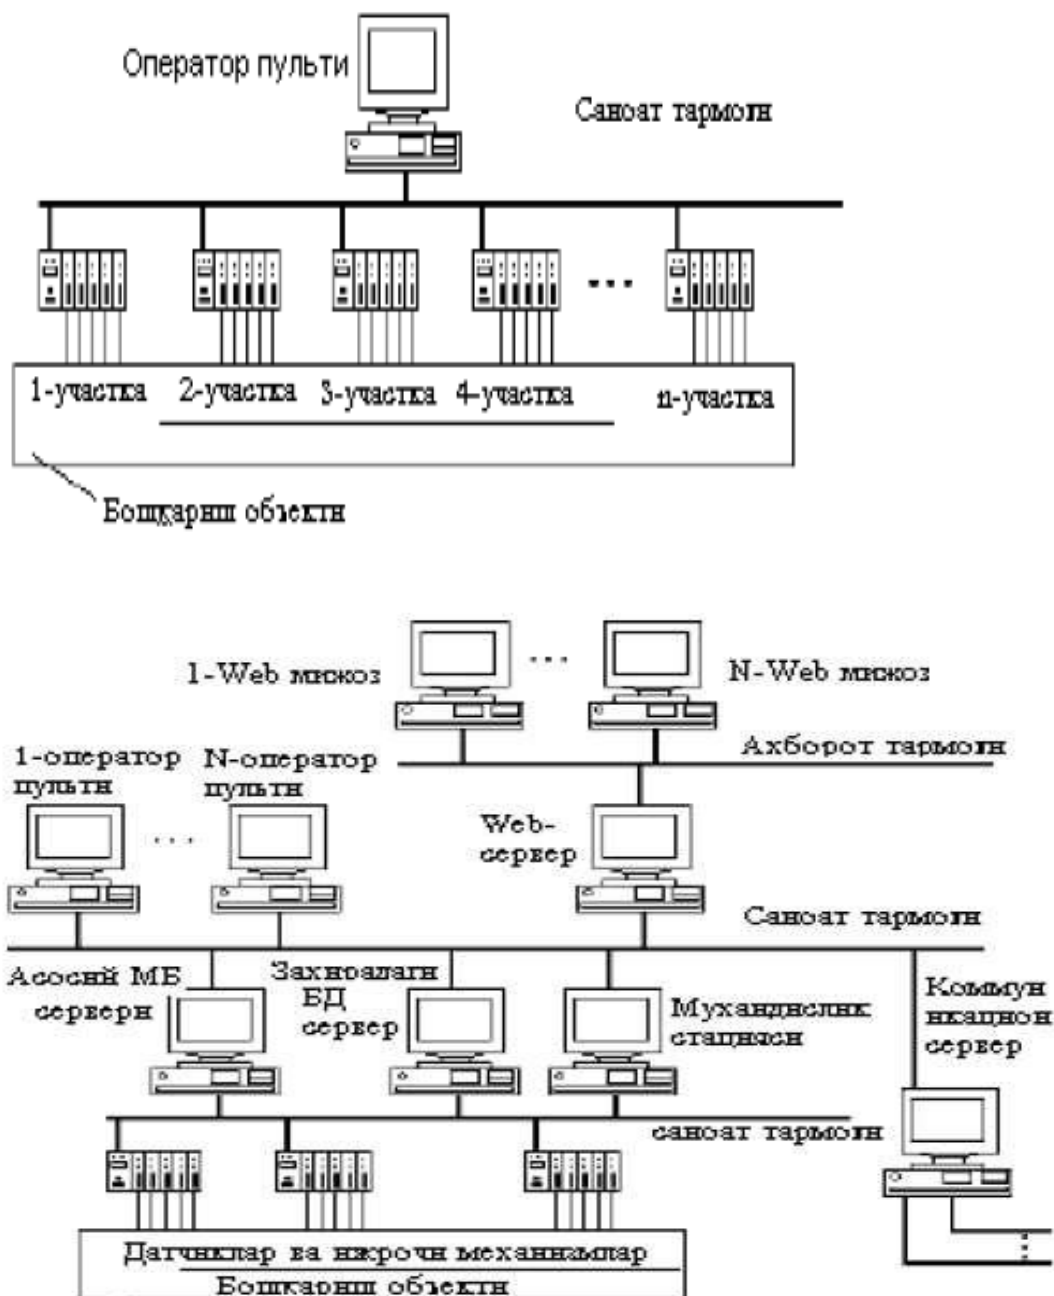 Оператор пульти
Саноат тармоғи
1-участка
2-участка
3-участка
4-участка
n-участка
Бошқариш объекти
1-Web мижоз
N-Web мижоз
Ахборот тармоғи
1-оператор
пульти
N-оператор
пульти
Web-
сервер
Саноат тармоғи
Асосий МБ
сервери
Захирадаги
БД
сервер
Мухандислик
стацияси
Коммун
икацион
сервер
саноат тармоғи
Датчиклар ва ижрочи механизмлар
Бошқариш объекти